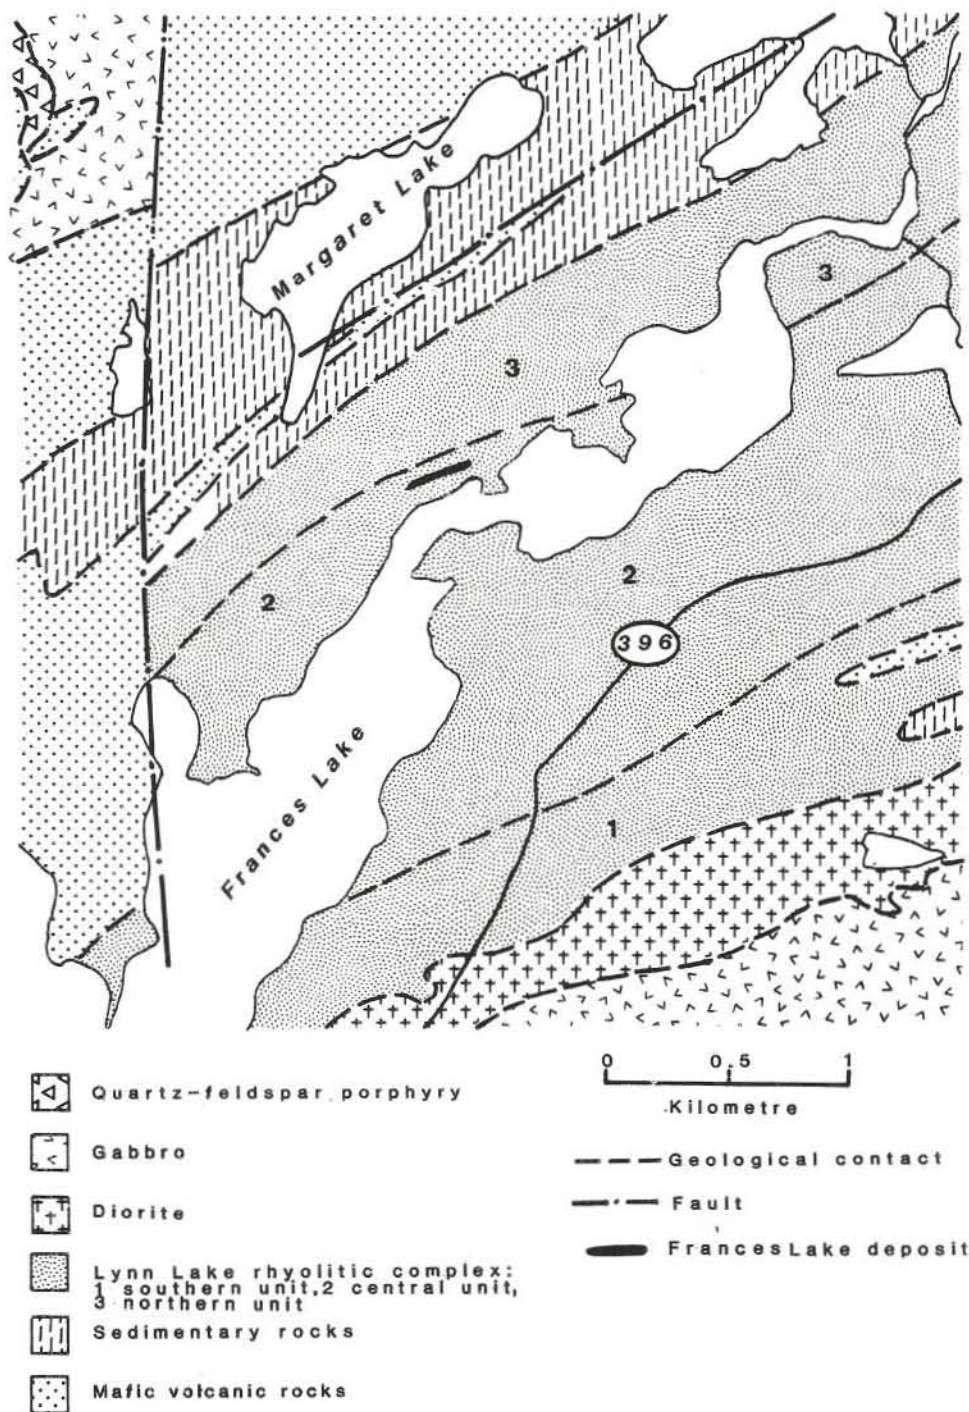 Margaret Lake
3
3
2
2
396
Frances Lake
1
Quartz-feldspar porphyry
Gabbro
Diorite
Lynn Lake rhyolitic complex:
1 southern unit, 2 central unit,
3 northern unit
Sedimentary rocks
Mafic volcanic rocks
0 0.5 1
Kilometre
Geological contact
Fault
Frances Lake deposit